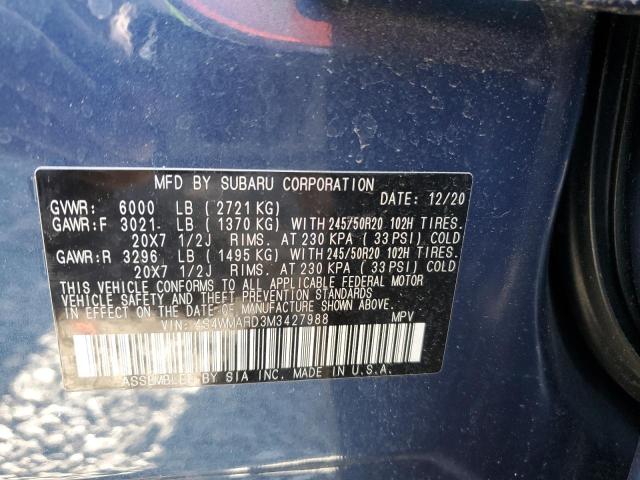 MFD BY SUBARU CORPORATION
DATE: 12/20
GVWR: 6000 LB ( 2721 KG)
GAWR:F 3021 LB ( 1370 KG) WITH 245/50R20 102H TIRES.
20X7 1/2J RIMS. AT 230 KPA ( 33 PSI) COLD
GAWR:R 3296 LB ( 1495 KG) WITH 245/50R20 102H TIRES.
20X7 1/2J RIMS. AT 230 KPA ( 33 PSI) COLD
THIS VEHICLE CONFORMS TO ALL APPLICABLE FEDERAL MOTOR
VEHICLE SAFETY AND THEFT PREVENTION STANDARDS
IN EFFECT ON THE DATE OF MANUFACTURE SHOWN ABOVE.
VIN: 4S4WMARD3M3427988 MPV
ASSEMBLED BY SIA INC. MADE IN U.S.A.